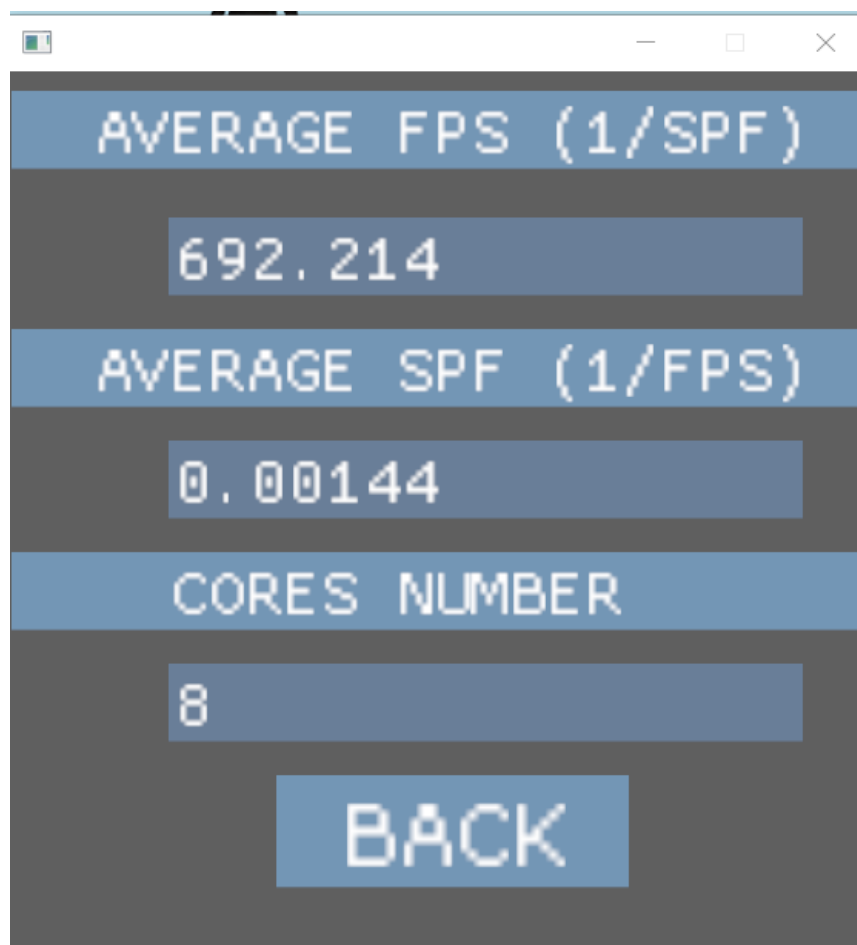 AVERAGE FPS (1/SPF)
692.214
AVERAGE SPF (1/FPS)
0.00144
CORES NUMBER
8
BACK